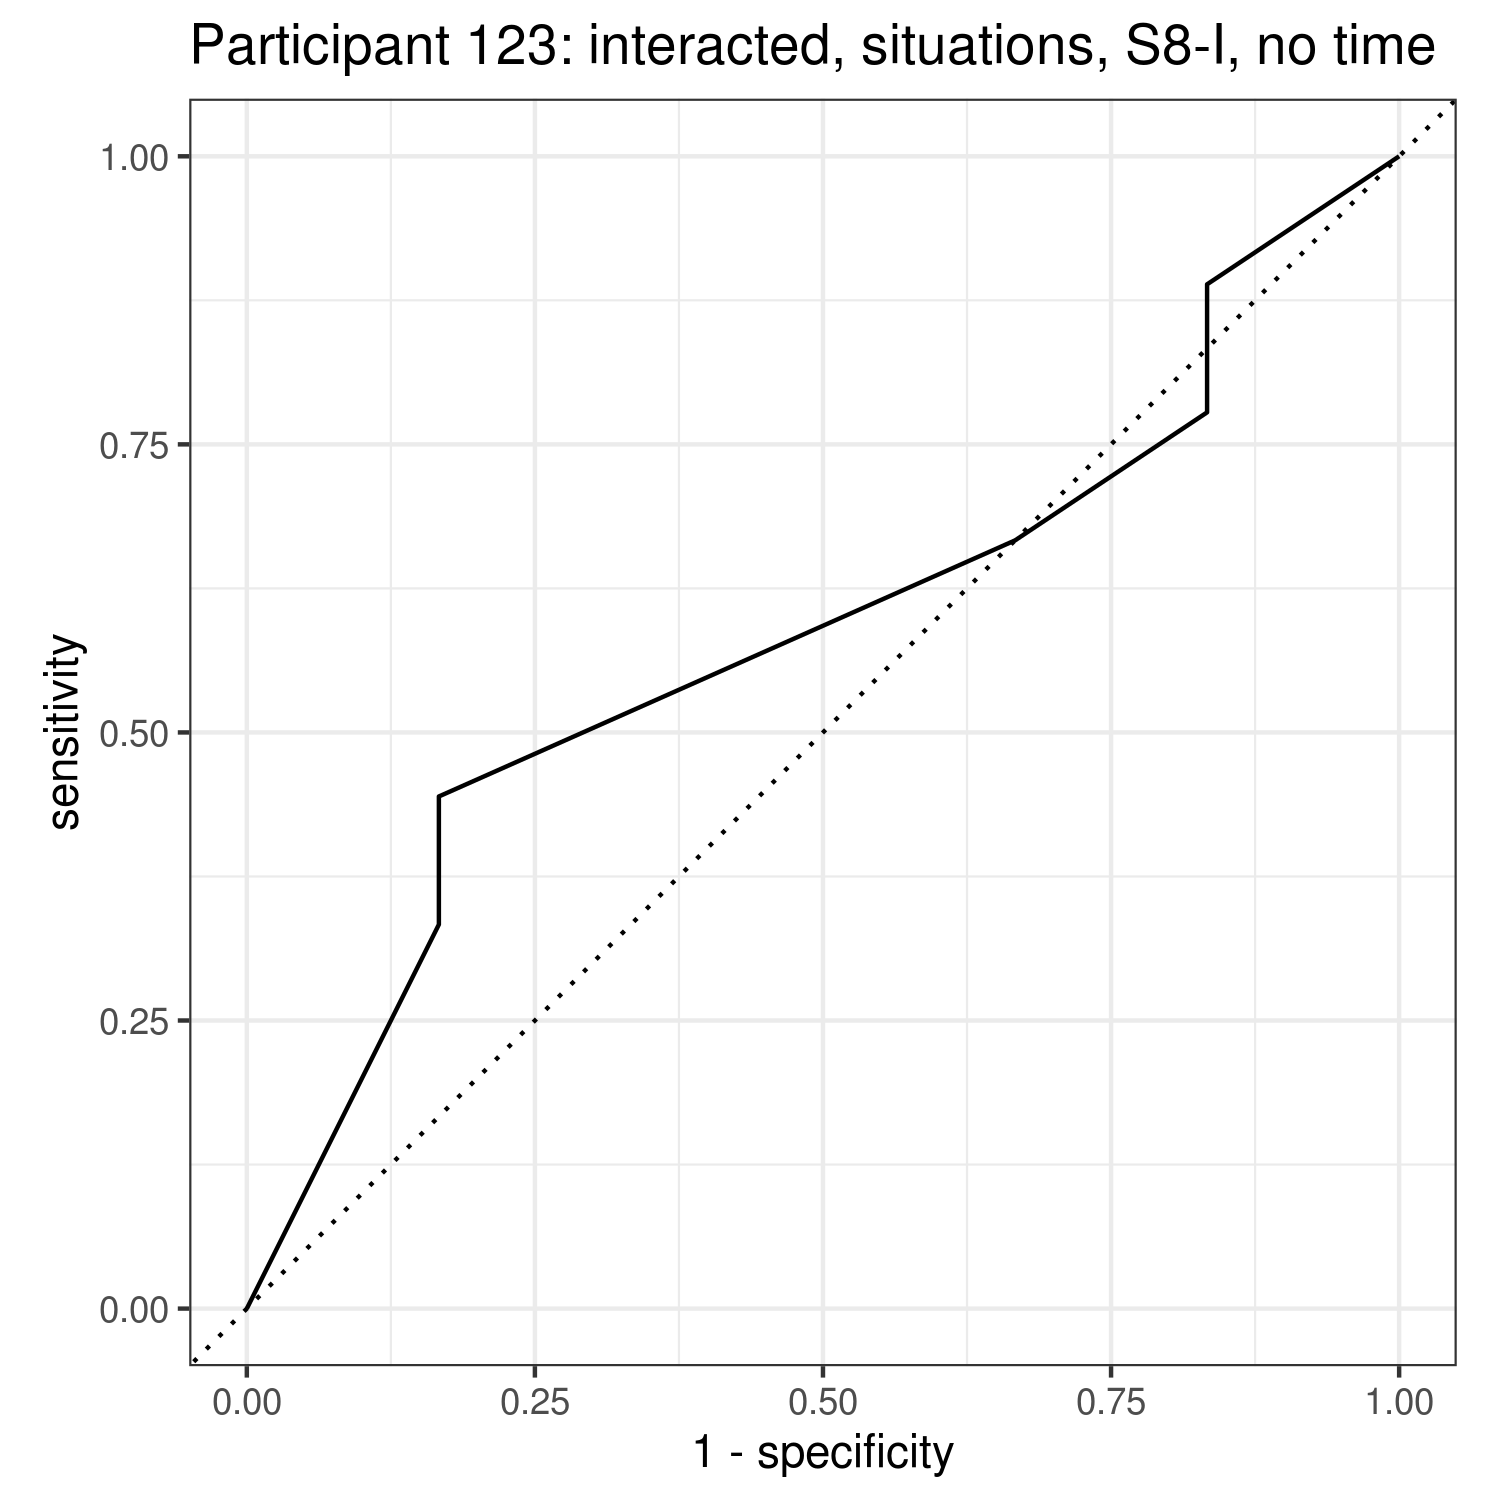 Participant 123: interacted, situations, S8-I, no time
1.00
0.75
0.50
0.25
0.00
sensitivity
0.00 0.25 0.50 0.75 1.00
1 - specificity